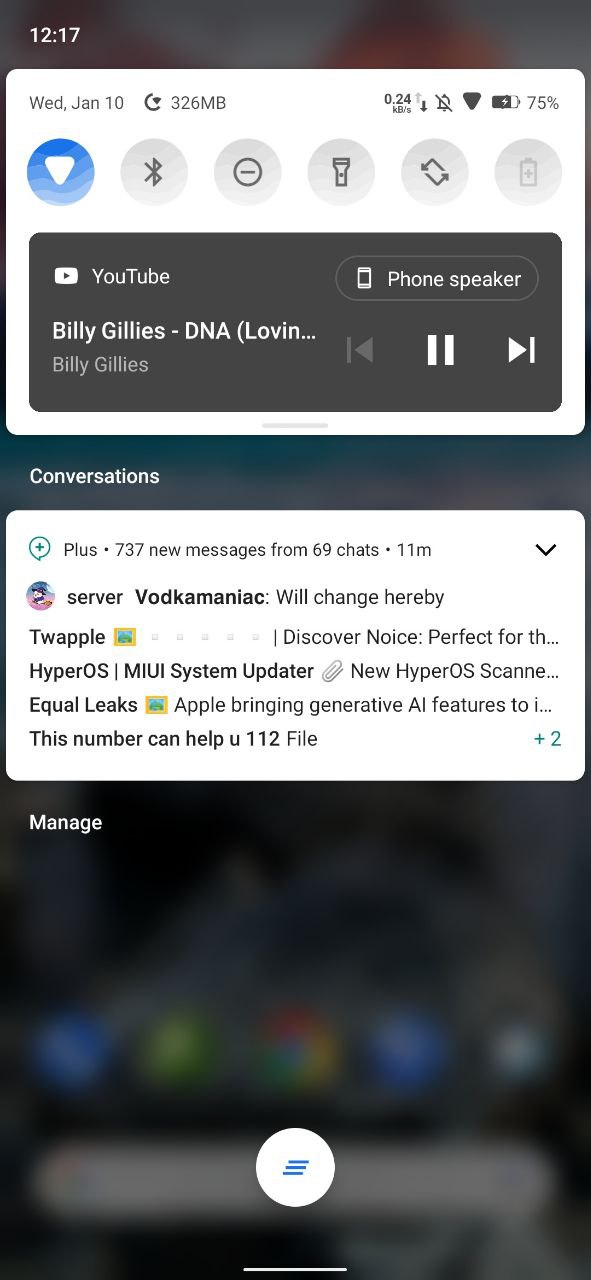 12:17
Wed, Jan 10 326MB 0.24 kB/s 75%
YouTube Phone speaker
Billy Gillies - DNA (Lovin...
Billy Gillies
Conversations
Plus • 737 new messages from 69 chats • 11m
server Vodkamaniac: Will change hereby
Twapple 🖼 | Discover Noice: Perfect for th...
HyperOS | MIUI System Updater 📎 New HyperOS Scanne...
Equal Leaks 🖼 Apple bringing generative AI features to i...
This number can help u 112 File + 2
Manage